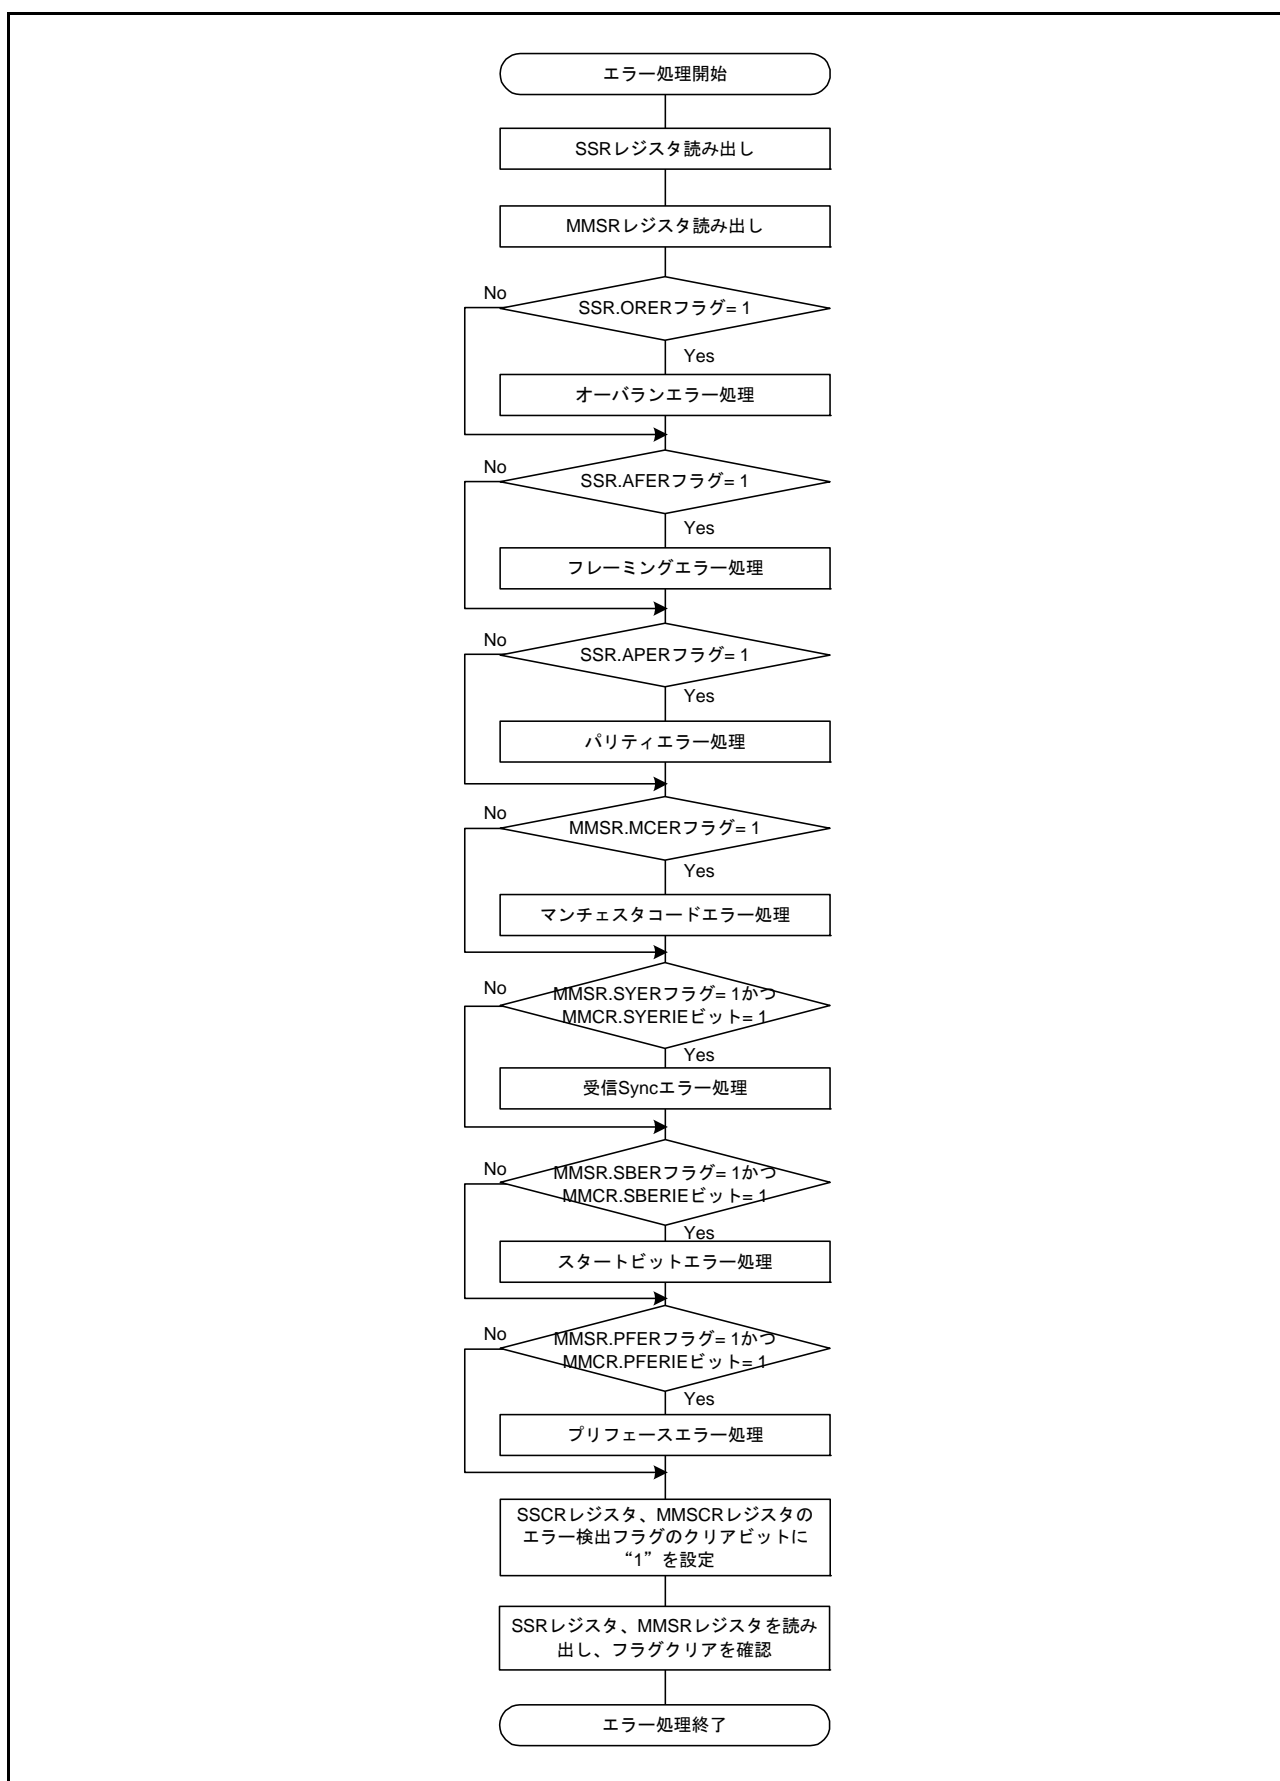 エラー処理開始
SSRレジスタ読み出し
MMSRレジスタ読み出し
No
SSR.ORERフラグ= 1
Yes
オーバランエラー処理
No
SSR.AFERフラグ= 1
Yes
フレーミングエラー処理
No
SSR.APERフラグ= 1
Yes
パリティエラー処理
No
MMSR.MCERフラグ= 1
Yes
マンチェスタコードエラー処理
No
MMSR.SYERフラグ= 1かつ
MMCR.SYERIEビット= 1
Yes
受信Syncエラー処理
No
MMSR.SBERフラグ= 1かつ
MMCR.SBERIEビット= 1
Yes
スタートビットエラー処理
No
MMSR.PFERフラグ= 1かつ
MMCR.PFERIEビット= 1
Yes
プリフェースエラー処理
SSCRレジスタ、MMSCRレジスタの
エラー検出フラグのクリアビットに
“1”を設定
SSRレジスタ、MMSRレジスタを読み
出し、フラグクリアを確認
エラー処理終了